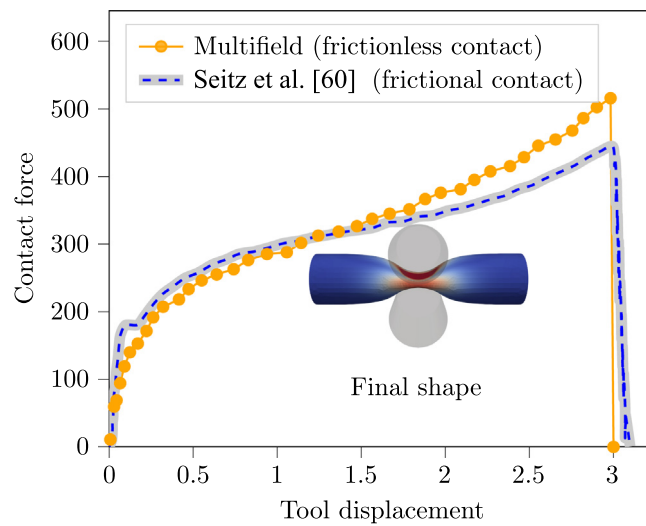 600
500
400
300
200
100
0
Contact force
Multifield (frictionless contact)
Seitz et al. [60] (frictional contact)
Final shape
0
0.5
1
1.5
2
2.5
3
Tool displacement